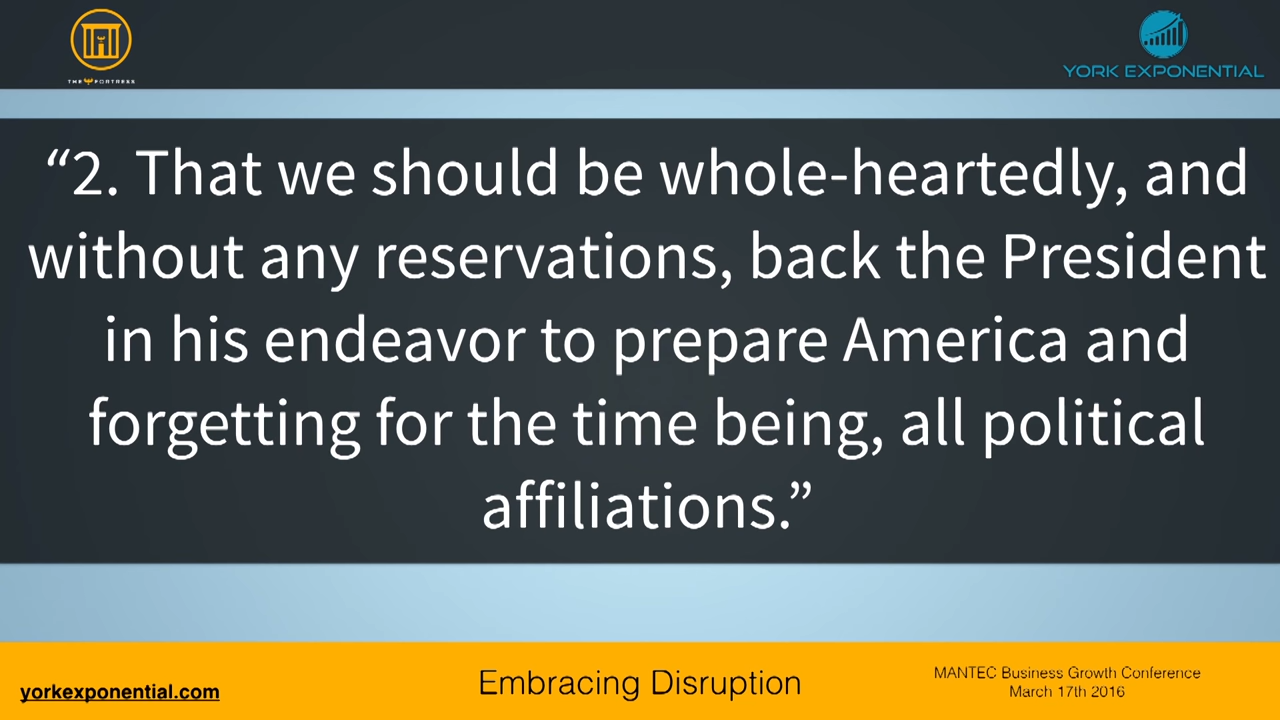 THE FORTRESS
YORK EXPONENTIAL
“2. That we should be whole-heartedly, and
without any reservations, back the President
in his endeavor to prepare America and
forgetting for the time being, all political
affiliations.”
yorkexponential.com
Embracing Disruption
MANTEC Business Growth Conference
March 17th 2016